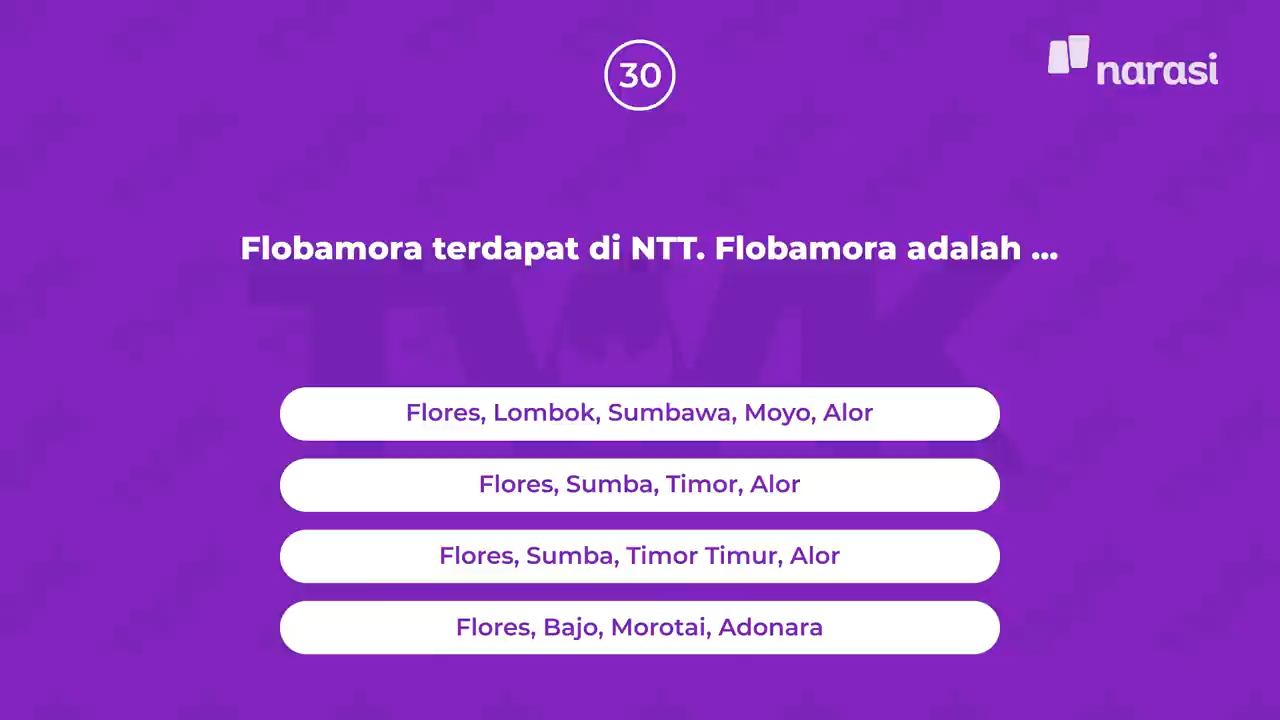 30
narasi
Flobamora terdapat di NTT. Flobamora adalah ...
TWK
Flores, Lombok, Sumbawa, Moyo, Alor
Flores, Sumba, Timor, Alor
Flores, Sumba, Timor Timur, Alor
Flores, Bajo, Morotai, Adonara